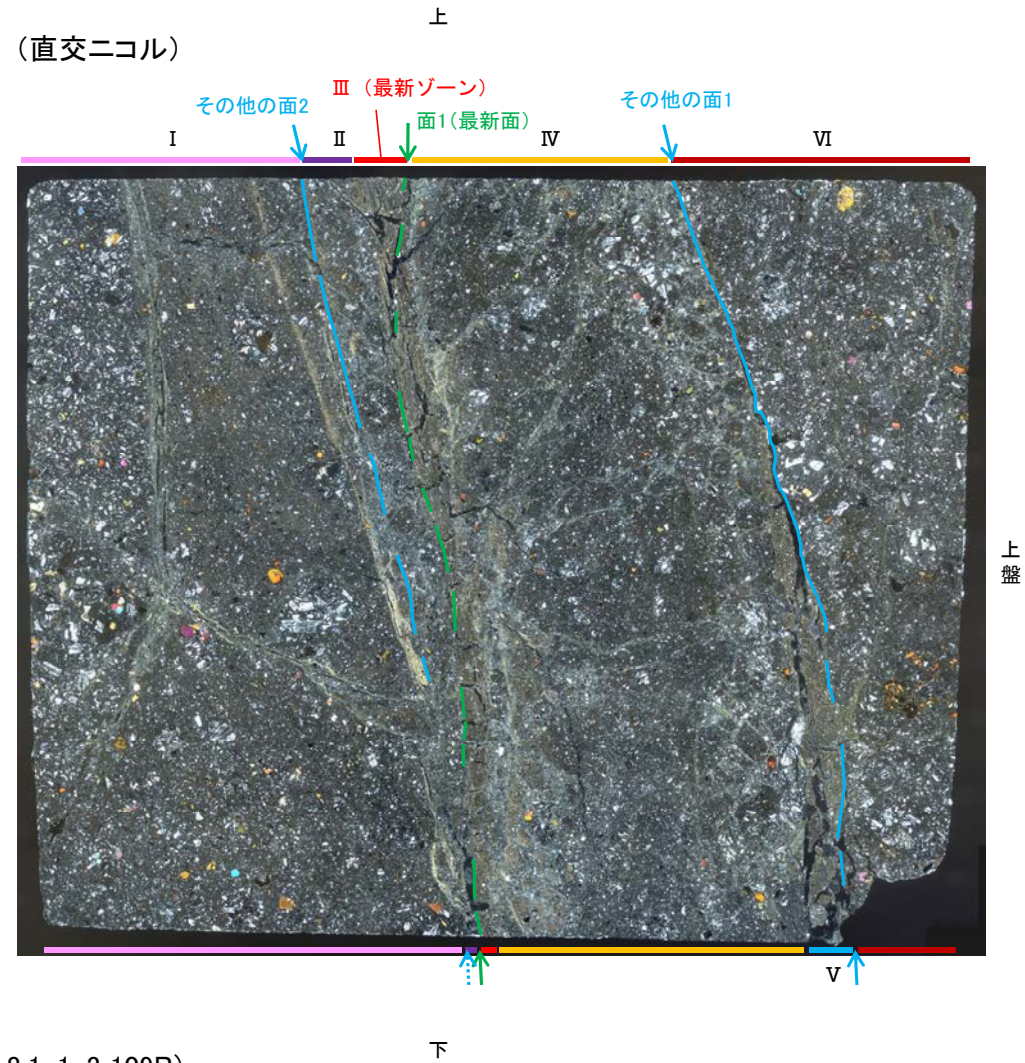 上
(直交ニコル)
Ⅲ (最新ゾーン)
その他の面2
その他の面1
面1(最新面)
Ⅰ
Ⅱ
Ⅳ
Ⅵ
上
盤
Ⅴ
下